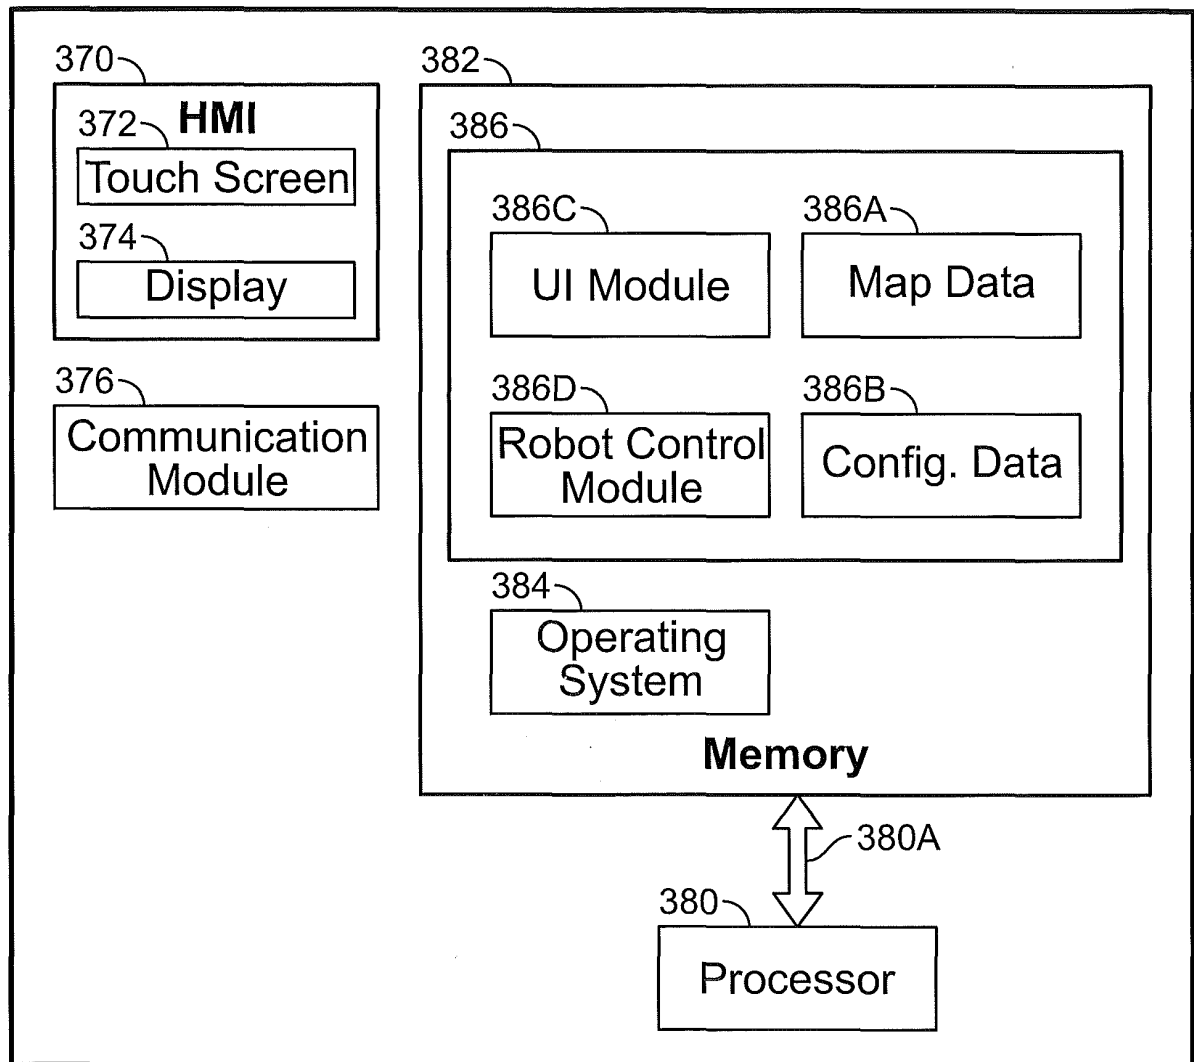 370
HMI
372
Touch Screen
374
Display
376
Communication
Module
382
386
386C
UI Module
386A
Map Data
386D
Robot Control
Module
386B
Config. Data
384
Operating
System
Memory
380A
380
Processor